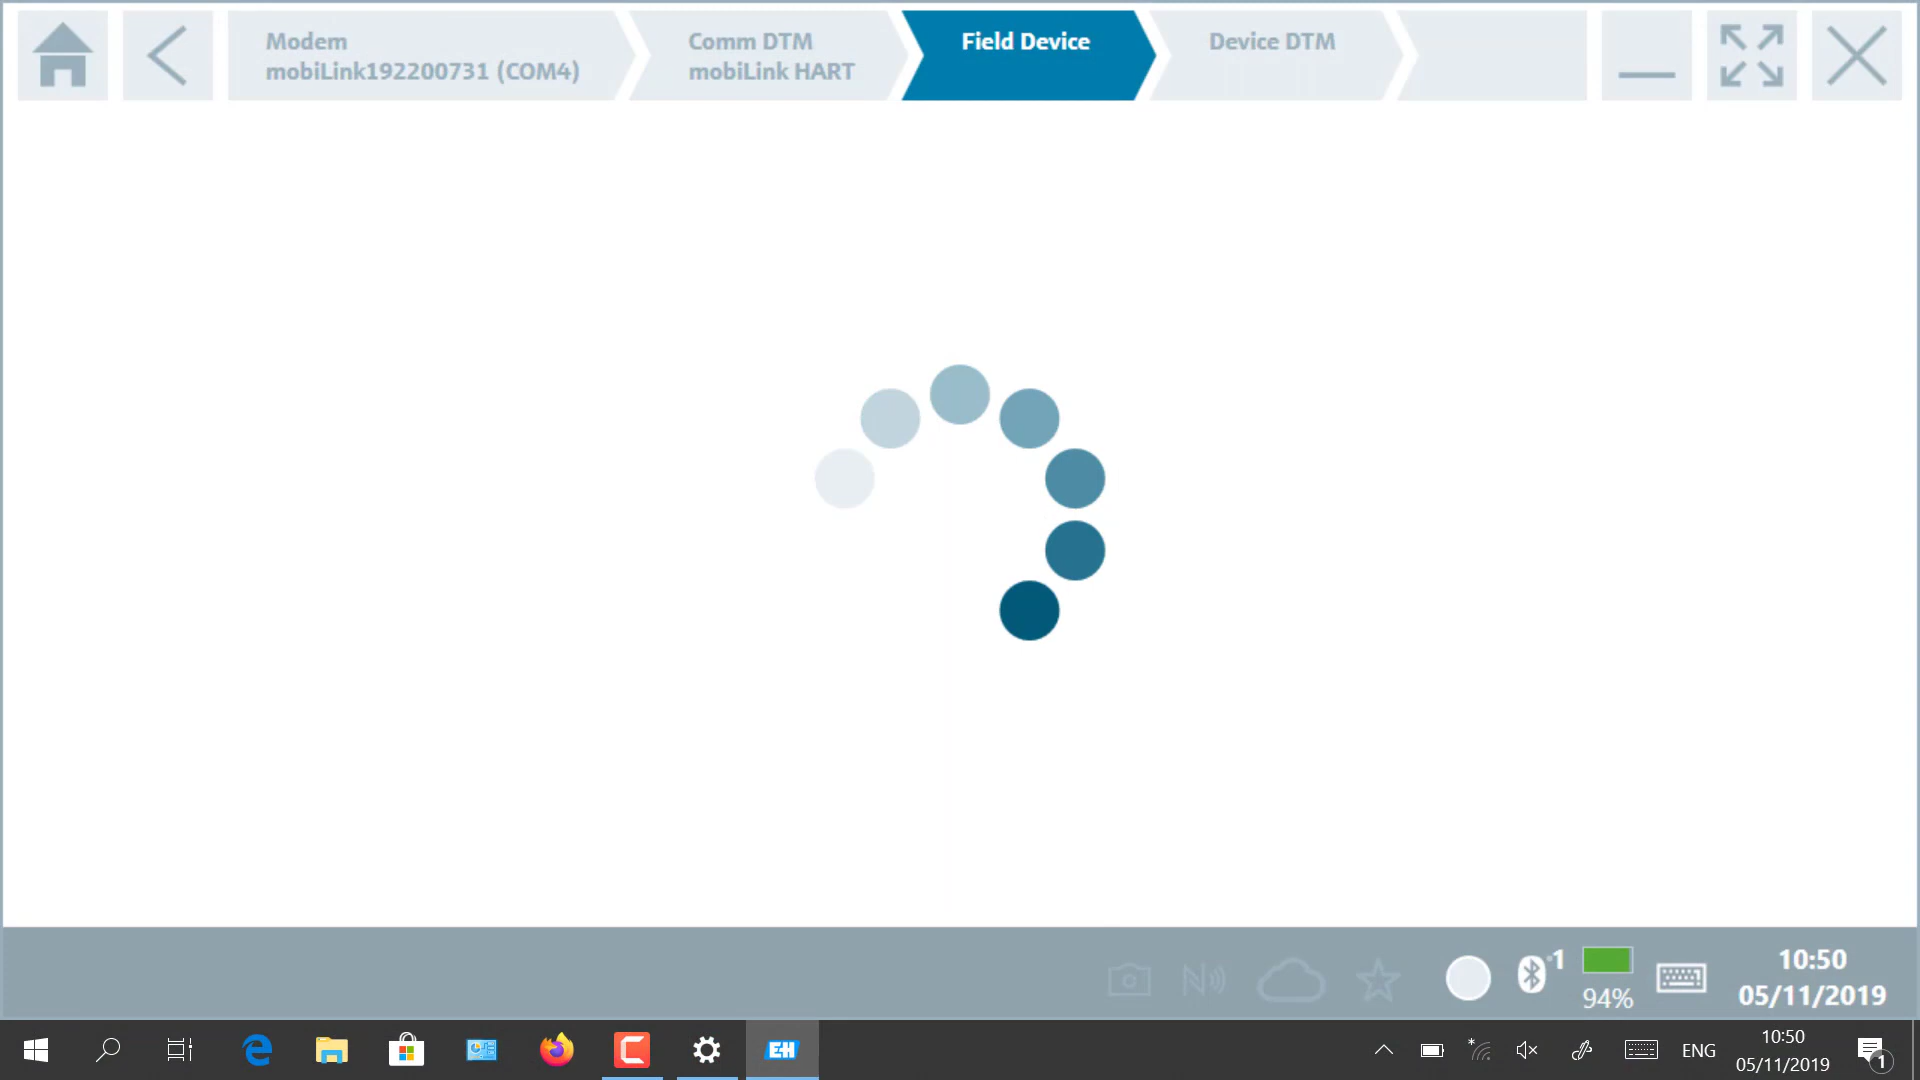 Modem
mobiLink192200731 (COM4)
Comm DTM
mobiLink HART
Field Device
Device DTM
1
94%
10:50
05/11/2019
EH
ENG
10:50
05/11/2019
1